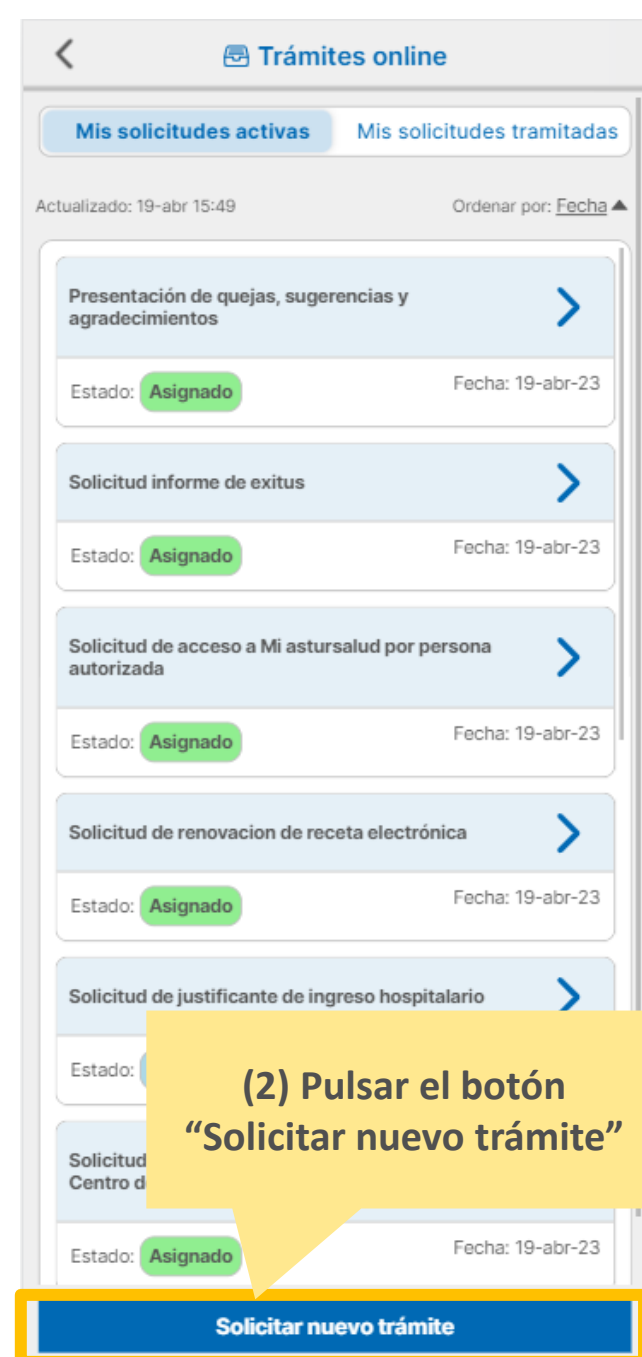 Trámites online
Mis solicitudes activas Mis solicitudes tramitadas
Actualizado: 19-abr 15:49 Ordenar por: Fecha
Presentación de quejas, sugerencias y
agradecimientos
Estado: Asignado Fecha: 19-abr-23
Solicitud informe de exitus
Estado: Asignado Fecha: 19-abr-23
Solicitud de acceso a Mi astursalud por persona
autorizada
Estado: Asignado Fecha: 19-abr-23
Solicitud de renovacion de receta electrónica
Estado: Asignado Fecha: 19-abr-23
Solicitud de justificante de ingreso hospitalario
Estado:
(2) Pulsar el botón
“Solicitar nuevo trámite”
Solicitud
Centro
Estado: Asignado Fecha: 19-abr-23
Solicitar nuevo trámite